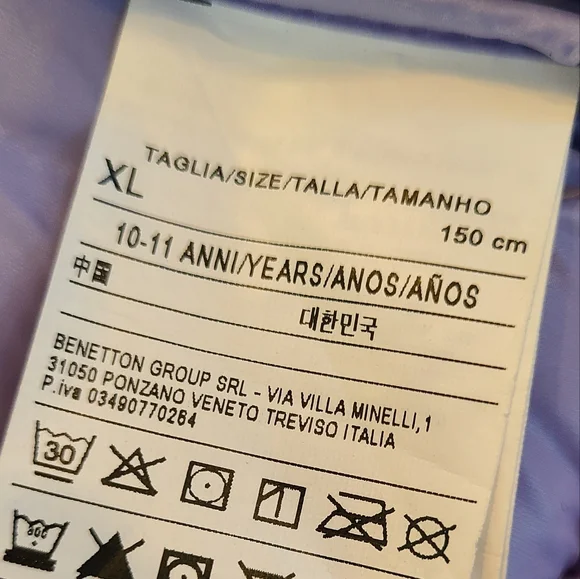 TAGLIA/SIZE/TALLA/TAMANHO
XL
150 cm
10-11 ANNI/YEARS/ANOS/AÑOS
中国
대한민국
BENETTON GROUP SRL - VIA VILLA MINELLI,1
31050 PONZANO VENETO TREVISO ITALIA
P.iva 03490770264
30